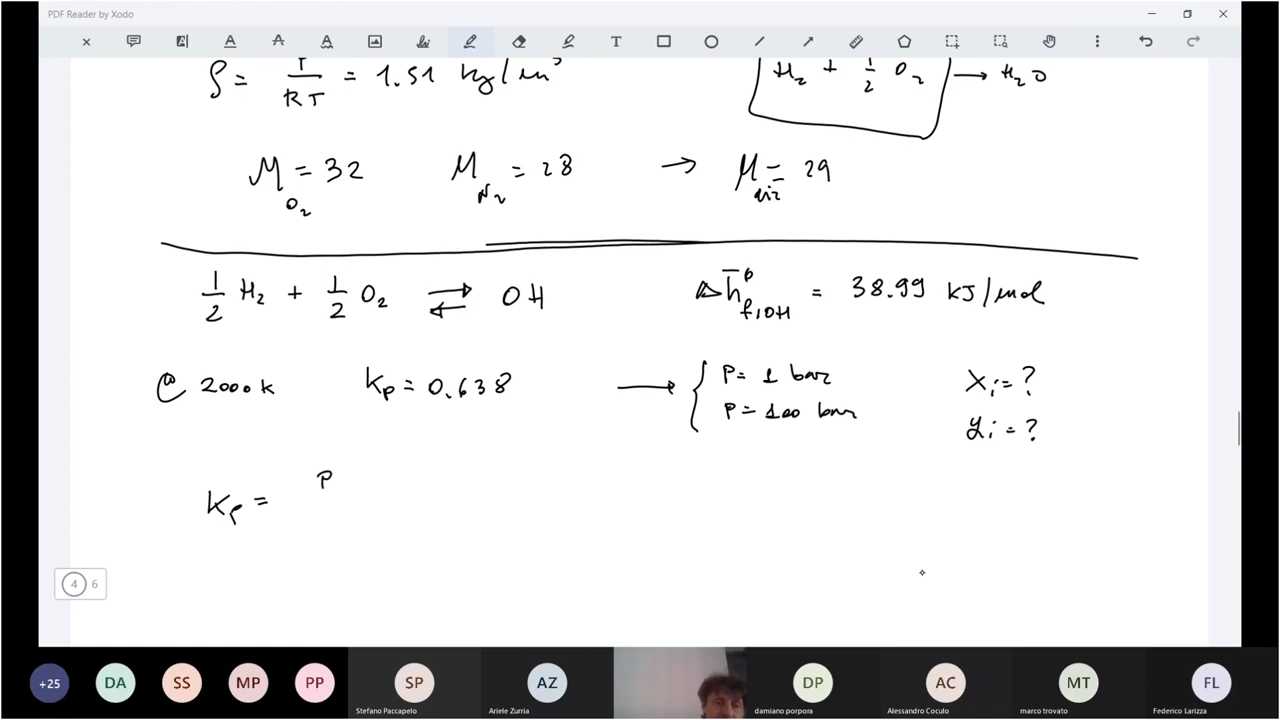 PDF Reader by Xodo
ρ = P/RT = 1.51 kg/m³
H₂ + 1/2 O₂ → H₂O
M_O₂ = 32 M_N₂ = 28 → M_air = 29
1/2 H₂ + 1/2 O₂ ⇌ OH Δh̄°_f,OH = 38.99 kJ/mol
@ 2000K Kp = 0.638 → { P = 1 bar Xi = ?
P = 100 bar Yi = ?
Kp = P
4 6
+25 DA SS MP PP SP AZ DP AC MT FL
Stefano Paccapelo Ariele Zurria damiano porpora Alessandro Coculo marco trovato Federico Larizza